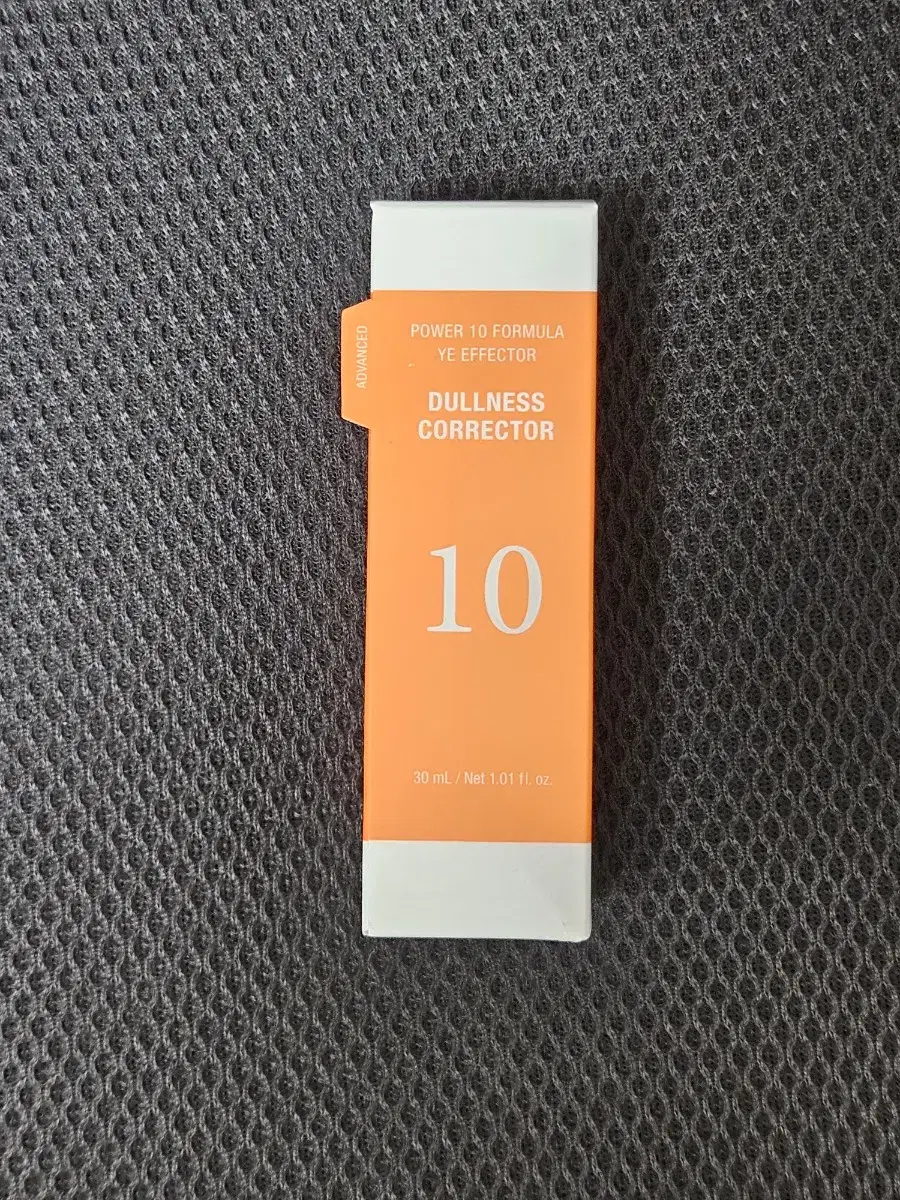 ADVANCED
POWER 10 FORMULA
YE EFFECTOR
DULLNESS
CORRECTOR
10
30 mL / Net 1.01 fl. oz.